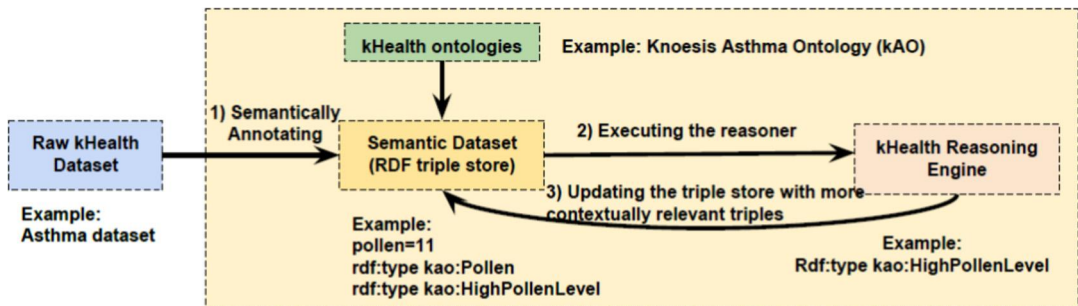 kHealth ontologies
Example: Knoesis Asthma Ontology (kAO)
1) Semantically
Annotating
Raw kHealth
Dataset
Semantic Dataset
(RDF triple store)
2) Executing the reasoner
kHealth Reasoning
Engine
3) Updating the triple store with more
contextually relevant triples
Example:
Asthma dataset
Example:
pollen=11
rdf:type kao:Pollen
rdf:type kao:HighPollenLevel
Example:
Rdf:type kao:HighPollenLevel